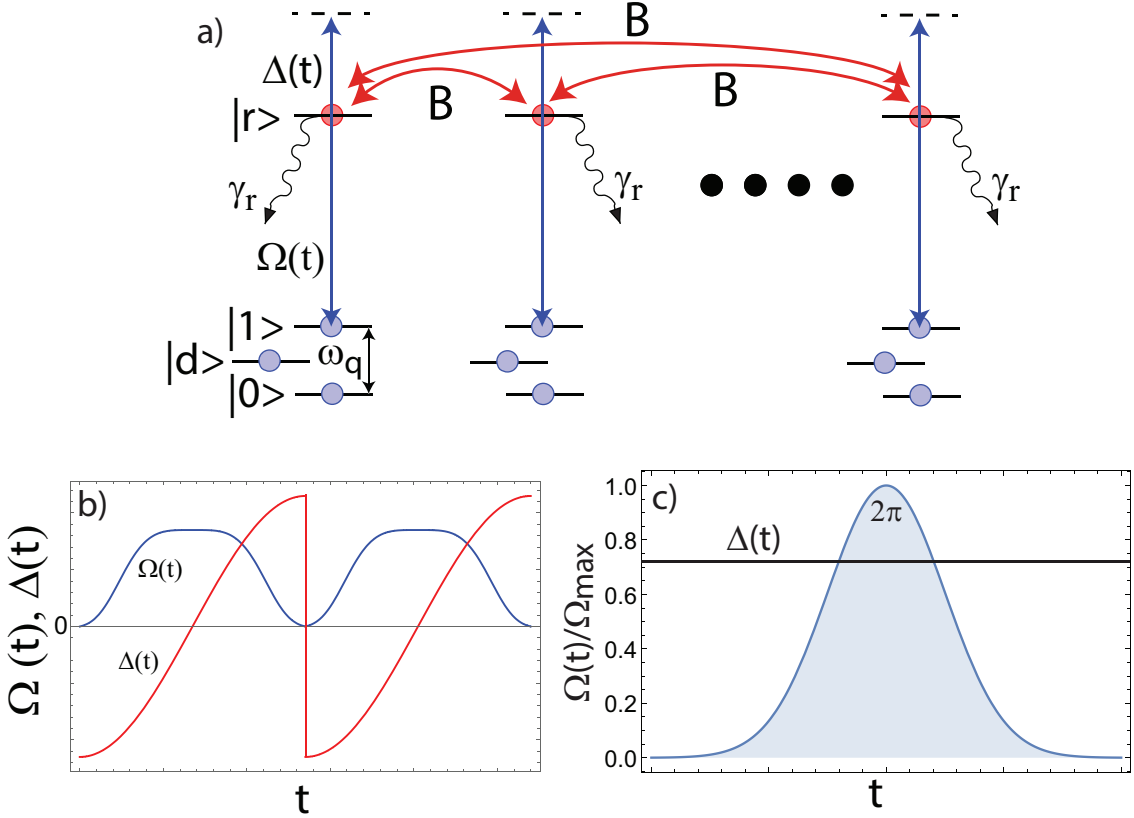 a)
B
Δ(t)
B
B
|r>
γr
γr
γr
Ω(t)
|1>
|d>
ωq
|0>
b)
Ω(t)
0
Δ(t)
Ω (t), Δ(t)
t
c)
1.0
2π
Δ(t)
0.8
0.6
0.4
0.2
0.0
Ω(t)/Ωmax
t